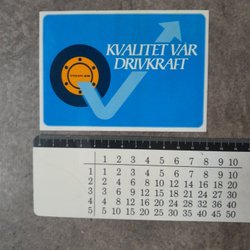 KVALITET VÅR
DRIVKRAFT
1 2 3 4 5 6 7 8 9 10
1 1 2 3 4 5 6 7 8 9 10
2 2 4 6 8 10 12 14 16 18 20
3 3 6 9 12 15 18 21 24 27 30
4 4 8 12 16 20 24 28 32 36 40
5 5 10 15 20 25 30 35 40 45 50